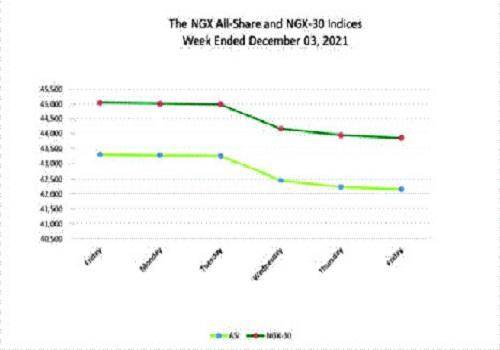 The NGX All-Share and NGX-30 Indices
Week Ended December 03, 2021
45,500
45,000
44,500
44,000
43,500
43,000
42,500
42,000
41,500
41,000
40,500
Friday
Monday
Tuesday
Wednesday
Thursday
Friday
ASI
NGX-30